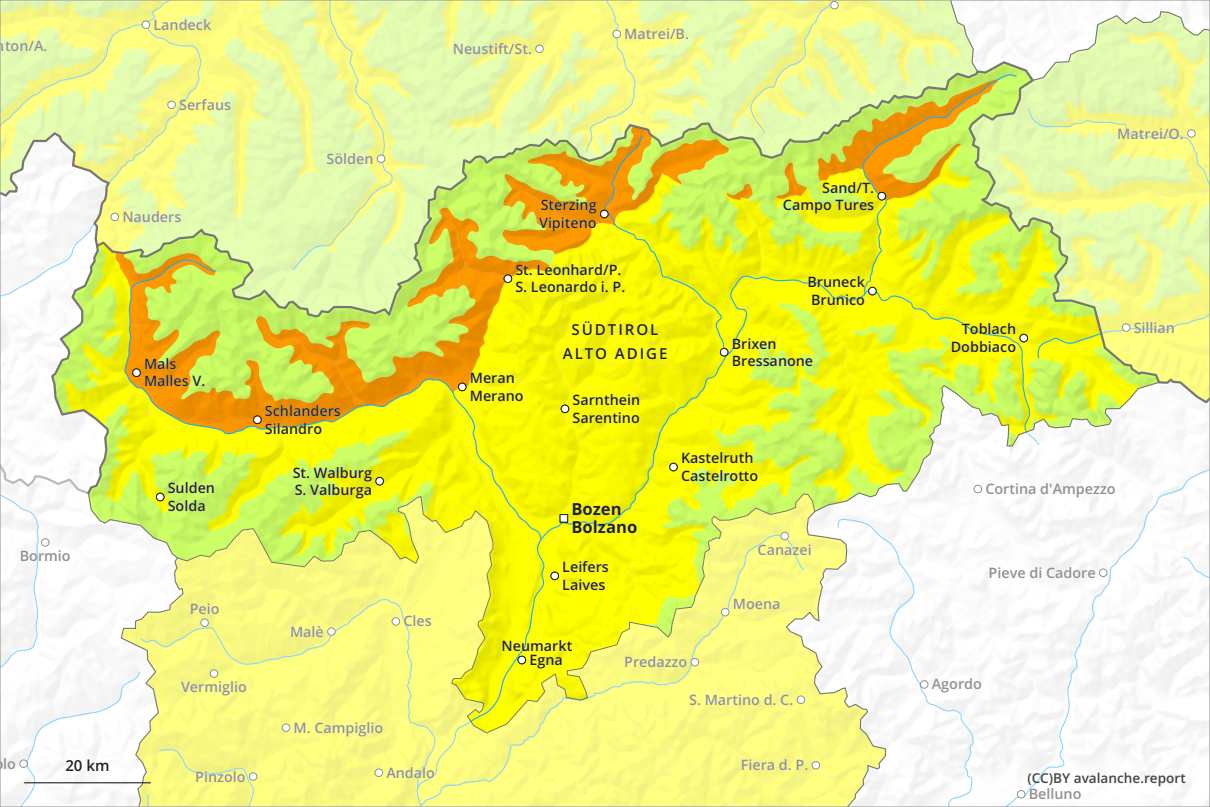 Landeck
nton/A.
Neustift/St.
Matrei/B.
Serfaus
Matrei/O.
Sölden
Nauders
Sand/T.
Campo Tures
Sterzing
Vipiteno
St. Leonhard/P.
S. Leonardo i. P.
Bruneck
Brunico
SÜDTIROL
ALTO ADIGE
Toblach
Dobbiaco
Sillian
Brixen
Bressanone
Mals
Malles V.
Meran
Merano
Sarnthein
Sarentino
Schlanders
Silandro
Kastelruth
Castelrotto
St. Walburg
S. Valburga
Sulden
Solda
Cortina d'Ampezzo
Bozen
Bolzano
Canazei
Bormio
Leifers
Laives
Pieve di Cadore
Peio
Moena
Cles
Malè
Neumarkt
Egna
Predazzo
Vermiglio
Agordo
S. Martino d. C.
M. Campiglio
Fiera d. P.
20 km
olo
Pinzolo
Andalo
(CC)BY avalanche.report
Belluno